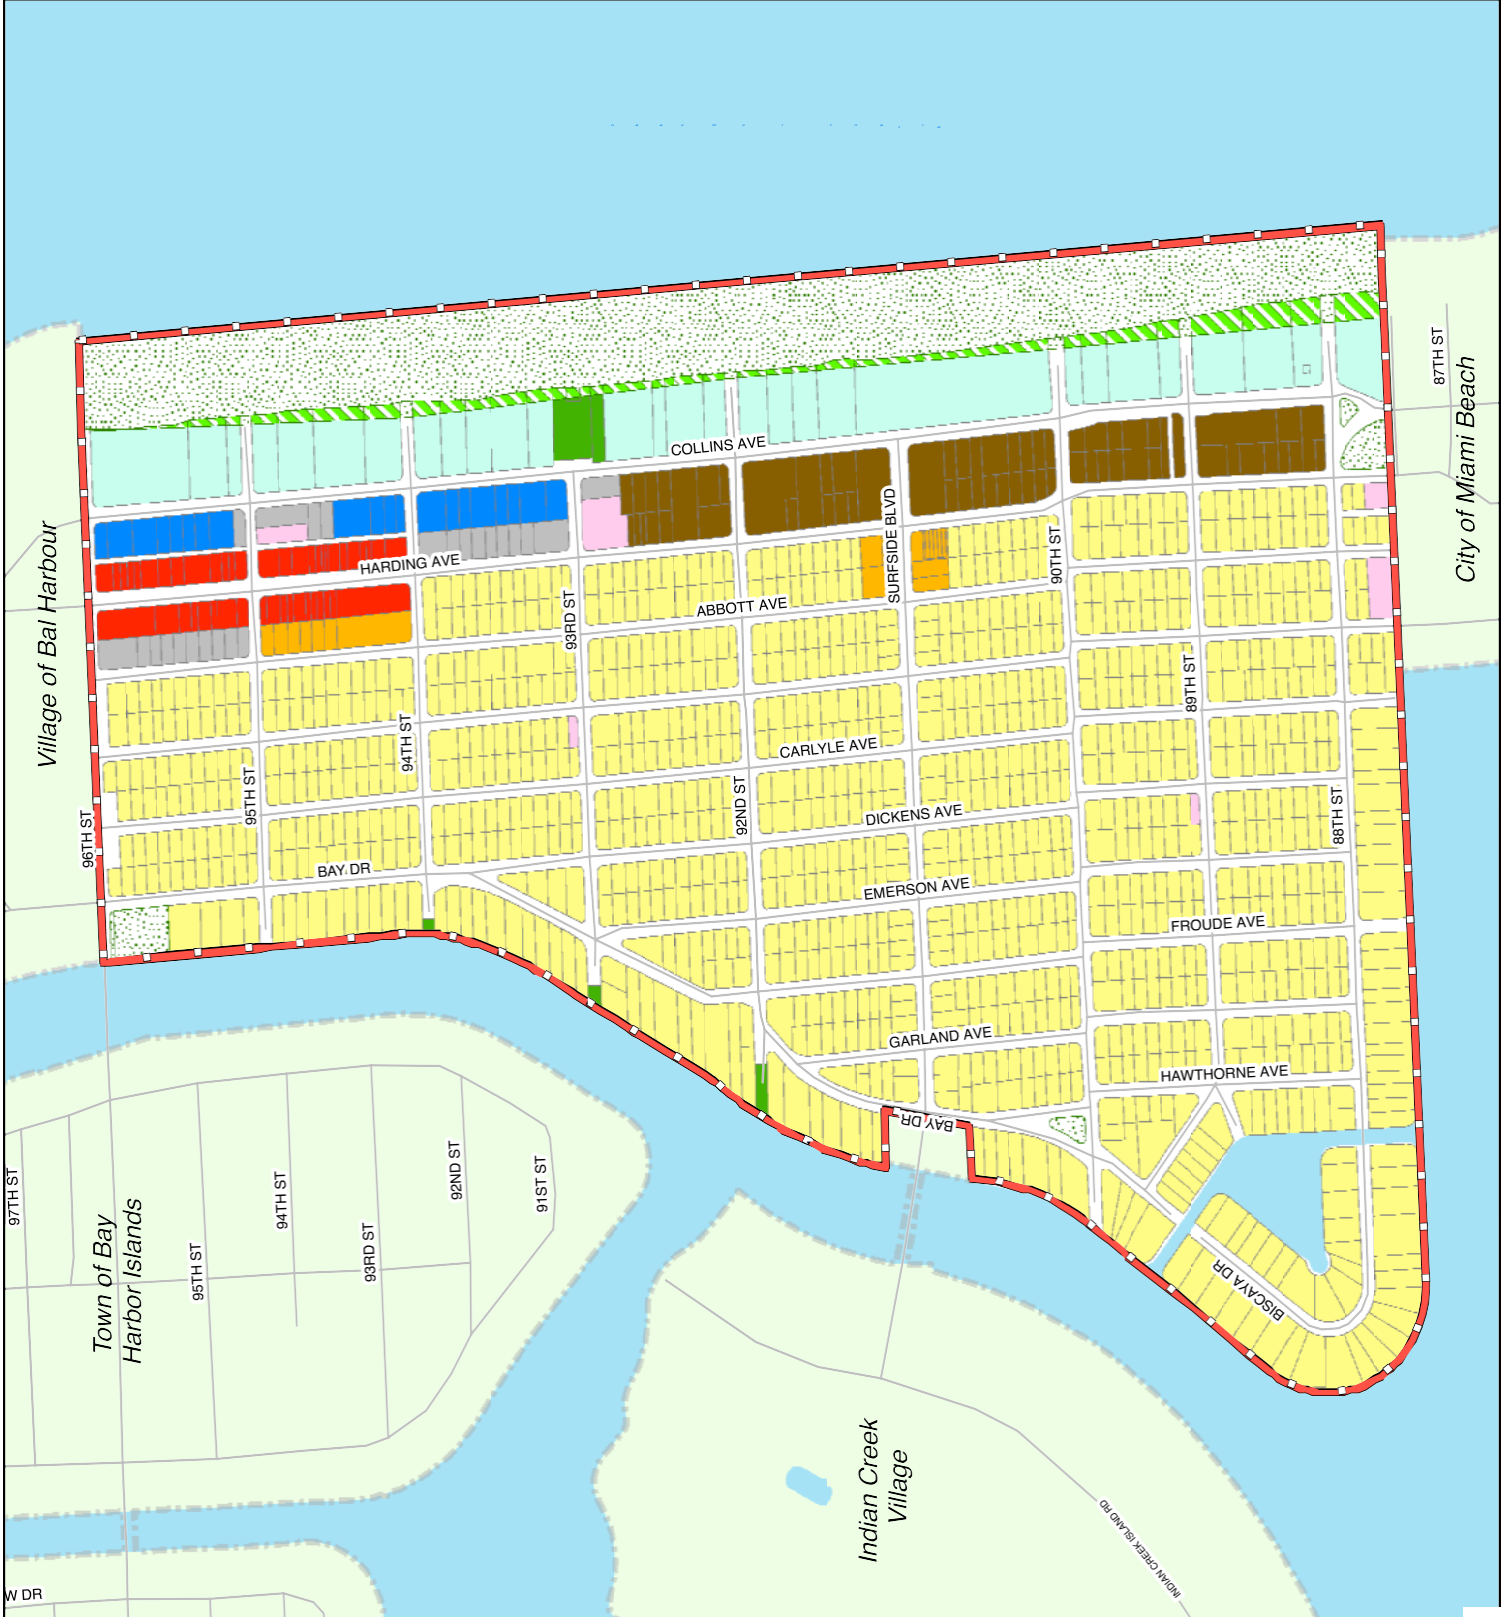 87TH ST
City of Miami Beach
COLLINS AVE
Village of Bal Harbour
HARDING AVE
SURFSIDE BLVD
90TH ST
93RD ST
ABBOTT AVE
89TH ST
94TH ST
CARLYLE AVE
95TH ST
92ND ST
DICKENS AVE
88TH ST
96TH ST
BAY DR
EMERSON AVE
FROUDE AVE
GARLAND AVE
HAWTHORNE AVE
BAY DR
BISCAYA DR
97TH ST
94TH ST
92ND ST
91ST ST
95TH ST
93RD ST
Town of Bay
Harbor Islands
Indian Creek
Village
INDIAN CREEK ISLAND RD
W DR